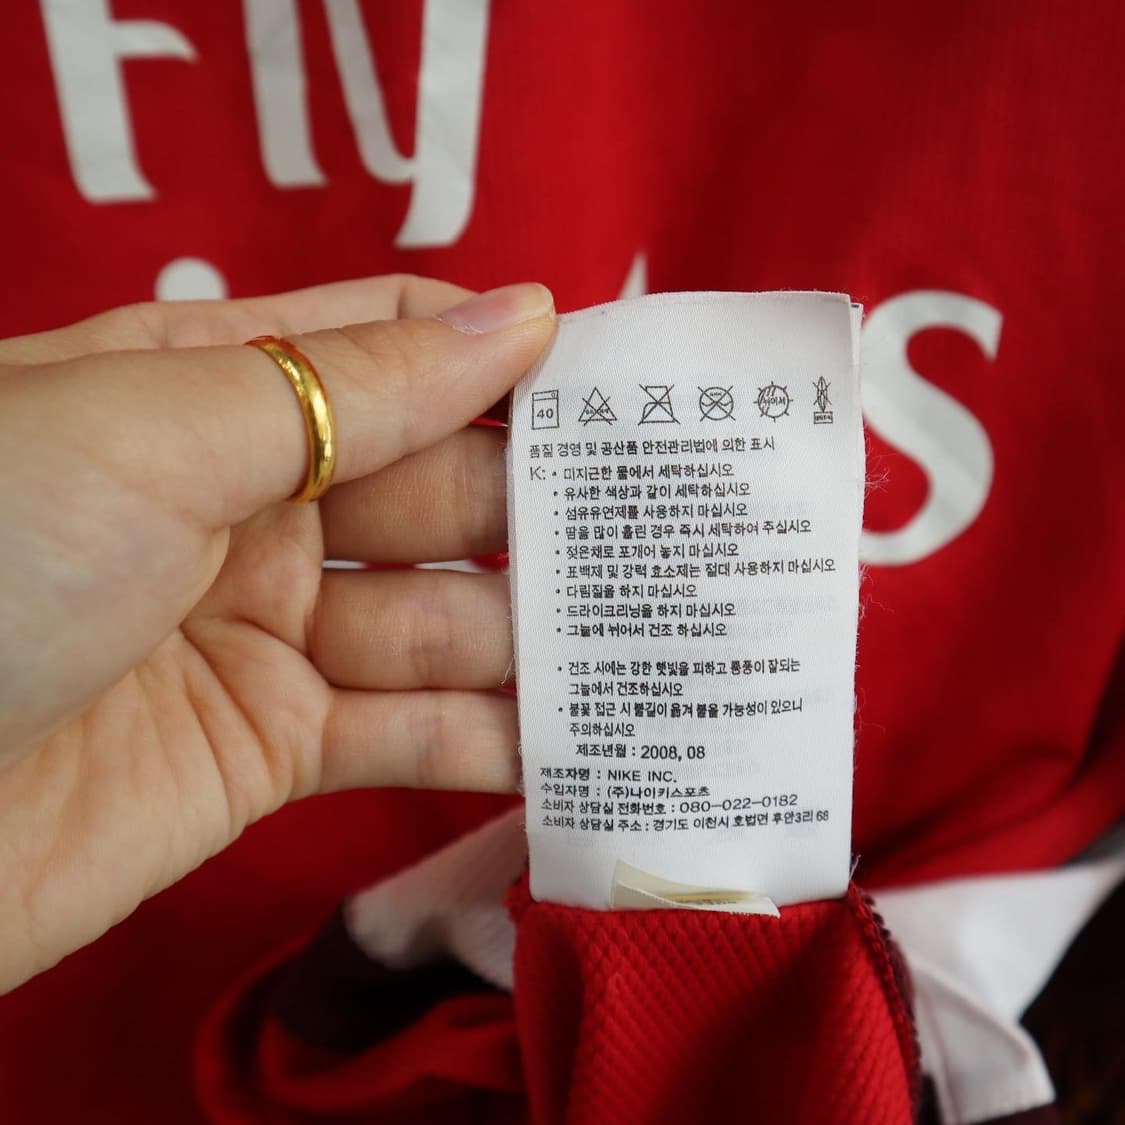 Fly
40
품질 경영 및 공산품 안전관리법에 의한 표시
K: • 미지근한 물에서 세탁하십시오
• 유사한 색상과 같이 세탁하십시오
• 섬유유연제를 사용하지 마십시오
• 땀을 많이 흘린 경우 즉시 세탁하여 주십시오
• 젖은채로 포개어 놓지 마십시오
• 표백제 및 강력 효소제는 절대 사용하지 마십시오
• 다림질을 하지 마십시오
• 드라이크리닝을 하지 마십시오
• 그늘에 뉘어서 건조 하십시오
• 건조 시에는 강한 햇빛을 피하고 통풍이 잘되는
그늘에서 건조하십시오
• 불꽃 접근 시 불길이 옮겨 붙을 가능성이 있으니
주의하십시오
제조년월 : 2008, 08
제조자명 : NIKE INC.
수입자명 : (주)나이키스포츠
소비자 상담실 전화번호 : 080-022-0182
소비자 상담실 주소 : 경기도 이천시 호법면 후안3리 68